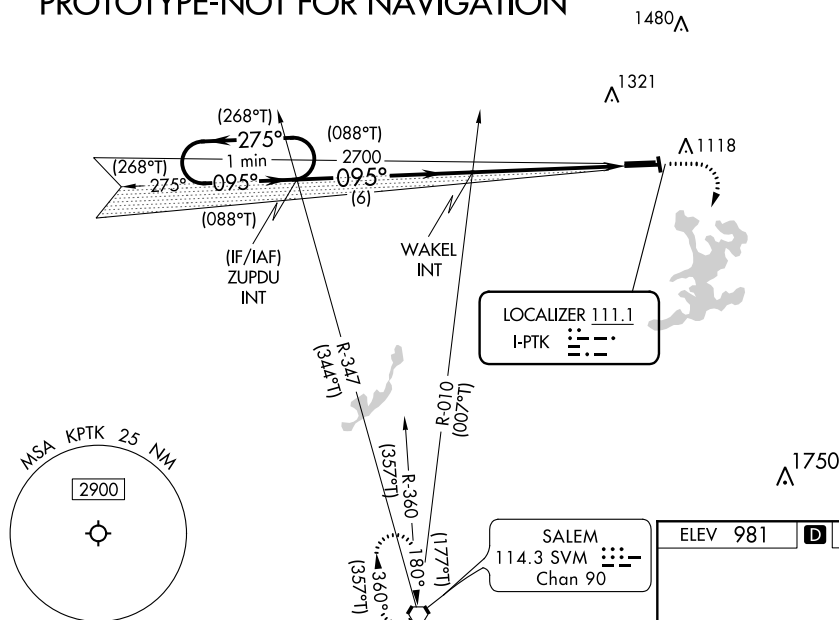 PROTOTYPE-NOT FOR NAVIGATION
1480
1321
1118
(268°T)
275°
(088°T)
1 min
2700
(268°T)
275°
095°
095°
(6)
(088°T)
(IF/IAF)
ZUPDU
INT
WAKEL
INT
LOCALIZER 111.1
I-PTK
R-347
(344°T)
R-010
(007°T)
R-360
(357°T)
MSA KPTK 25 NM
2900
1750
(177°T)
180°
360°
(357°T)
SALEM
114.3 SVM
Chan 90
ELEV 981 D